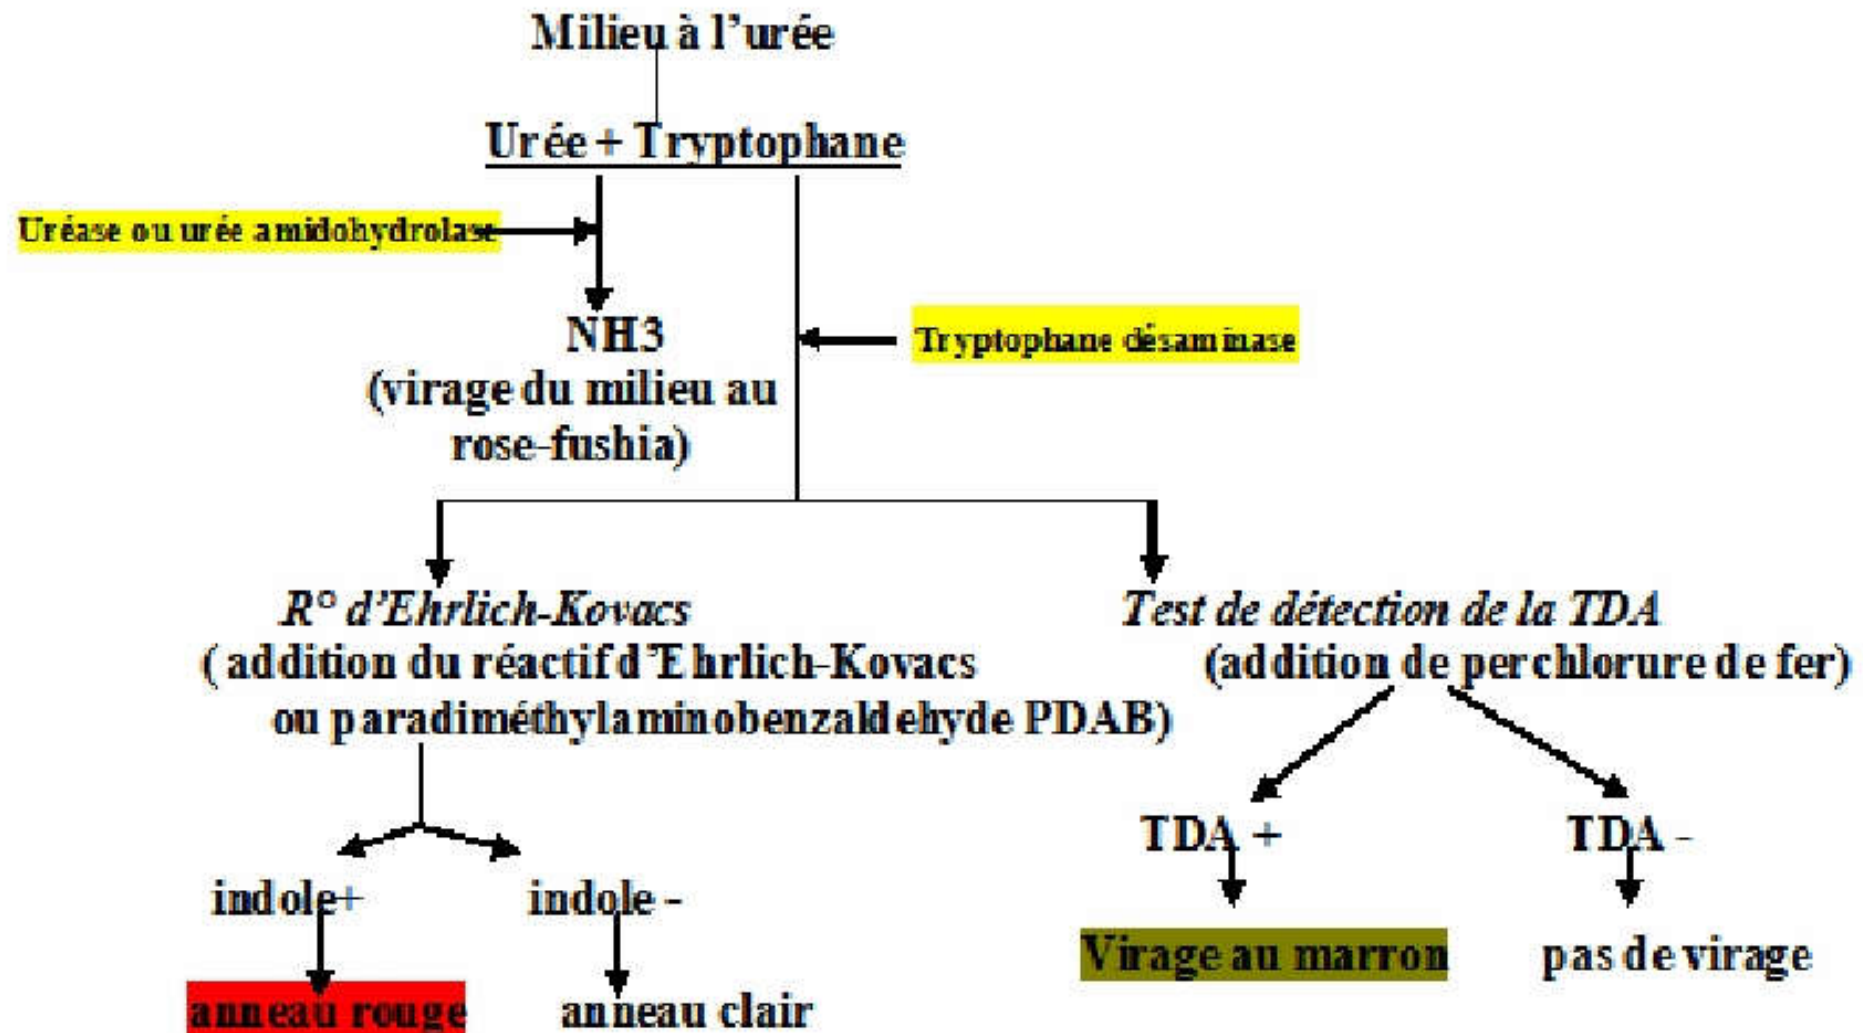 Milieu à l'urée
Urée + Tryptophane
Uréase ou urée amidohydrolase
NH3
(virage du milieu au
rose-fushia)
Tryptophane désaminase
R° d'Ehrlich-Kovacs
( addition du réactif d'Ehrlich-Kovacs
ou paradiméthylaminobenzaldehyde PDAB)
indole+
indole -
anneau rouge
anneau clair
Test de détection de la TDA
(addition de perchlorure de fer)
TDA +
TDA -
Virage au marron
pas de virage